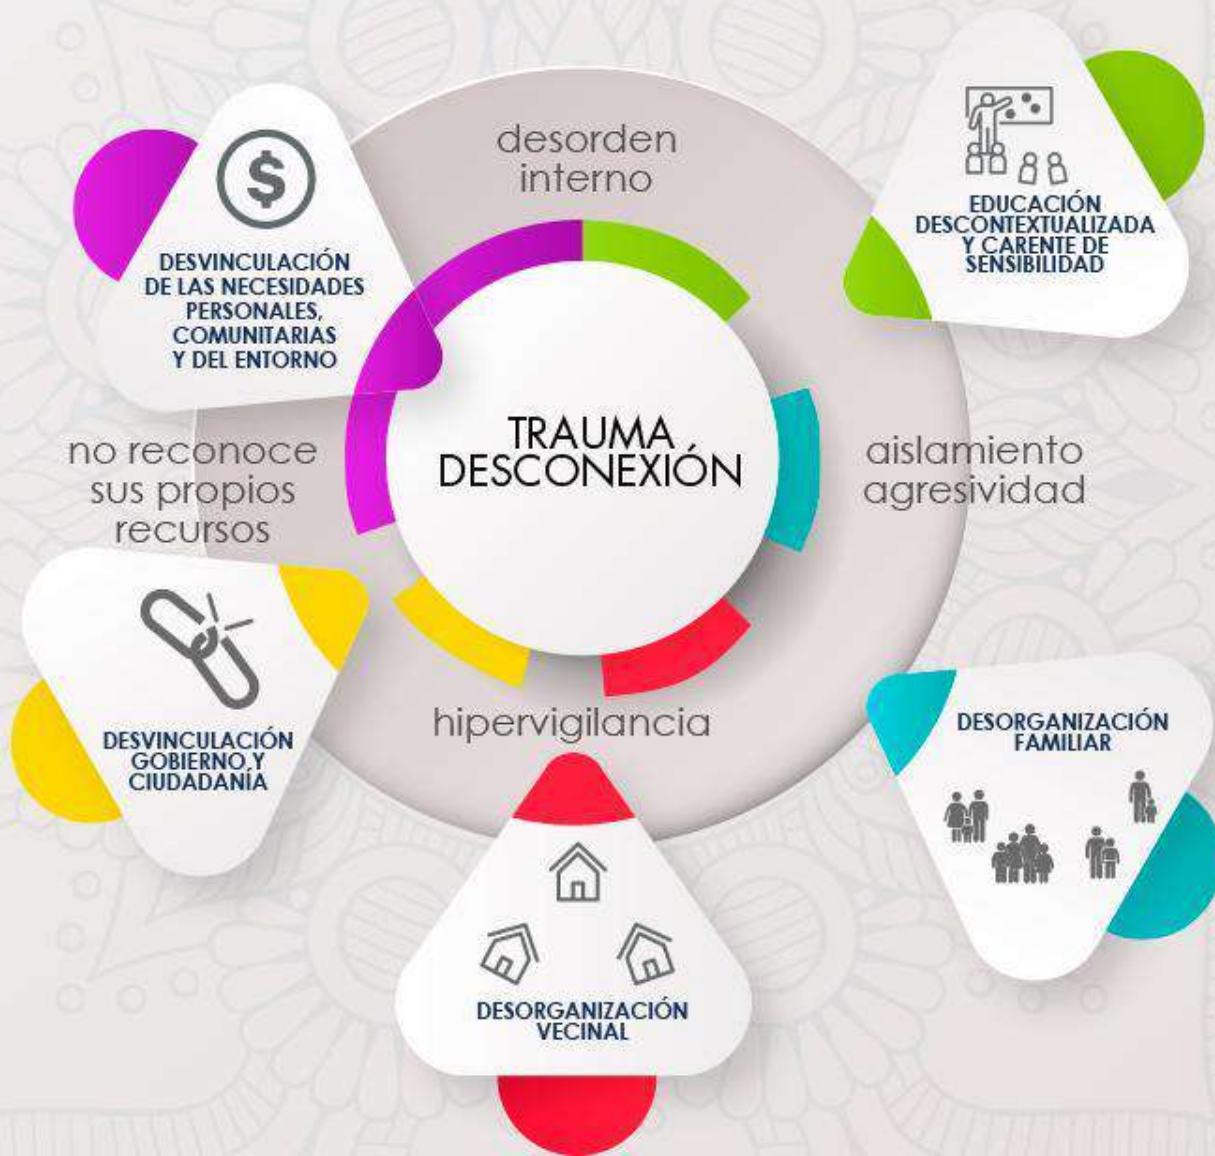 desorden
interno
EDUCACIÓN
DESCONTEXTUALIZADA
Y CARENTE DE
SENSIBILIDAD
DESVINCULACIÓN
DE LAS NECESIDADES
PERSONALES,
COMUNITARIAS
Y DEL ENTORNO
TRAUMA
DESCONEXIÓN
no reconoce
sus propios
recursos
aislamiento
agresividad
DESVINCULACIÓN
GOBIERNO Y
CIUDADANÍA
hipervigilancia
DESORGANIZACIÓN
FAMILIAR
DESORGANIZACIÓN
VECINAL
$